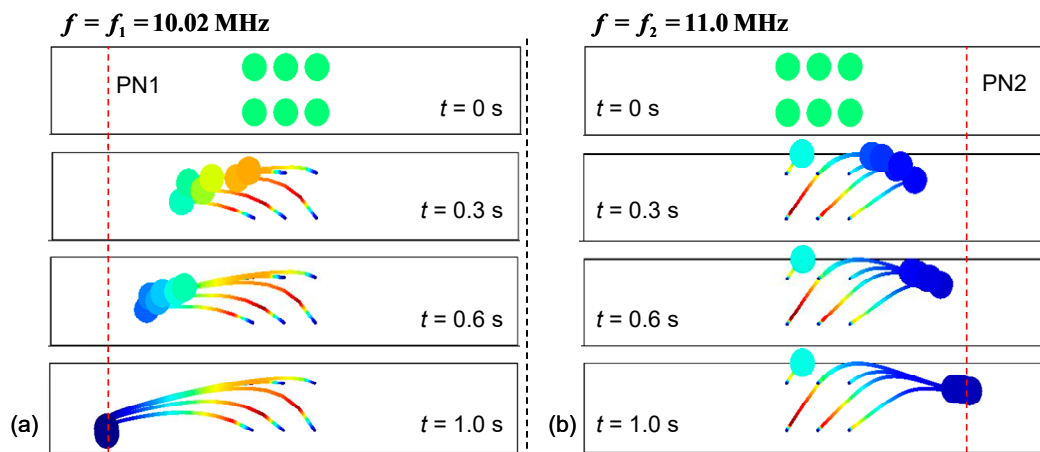 f = f₁ = 10.02 MHz
PN1
t = 0 s
t = 0.3 s
t = 0.6 s
t = 1.0 s
(a)
f = f₂ = 11.0 MHz
PN2
t = 0 s
t = 0.3 s
t = 0.6 s
t = 1.0 s
(b)